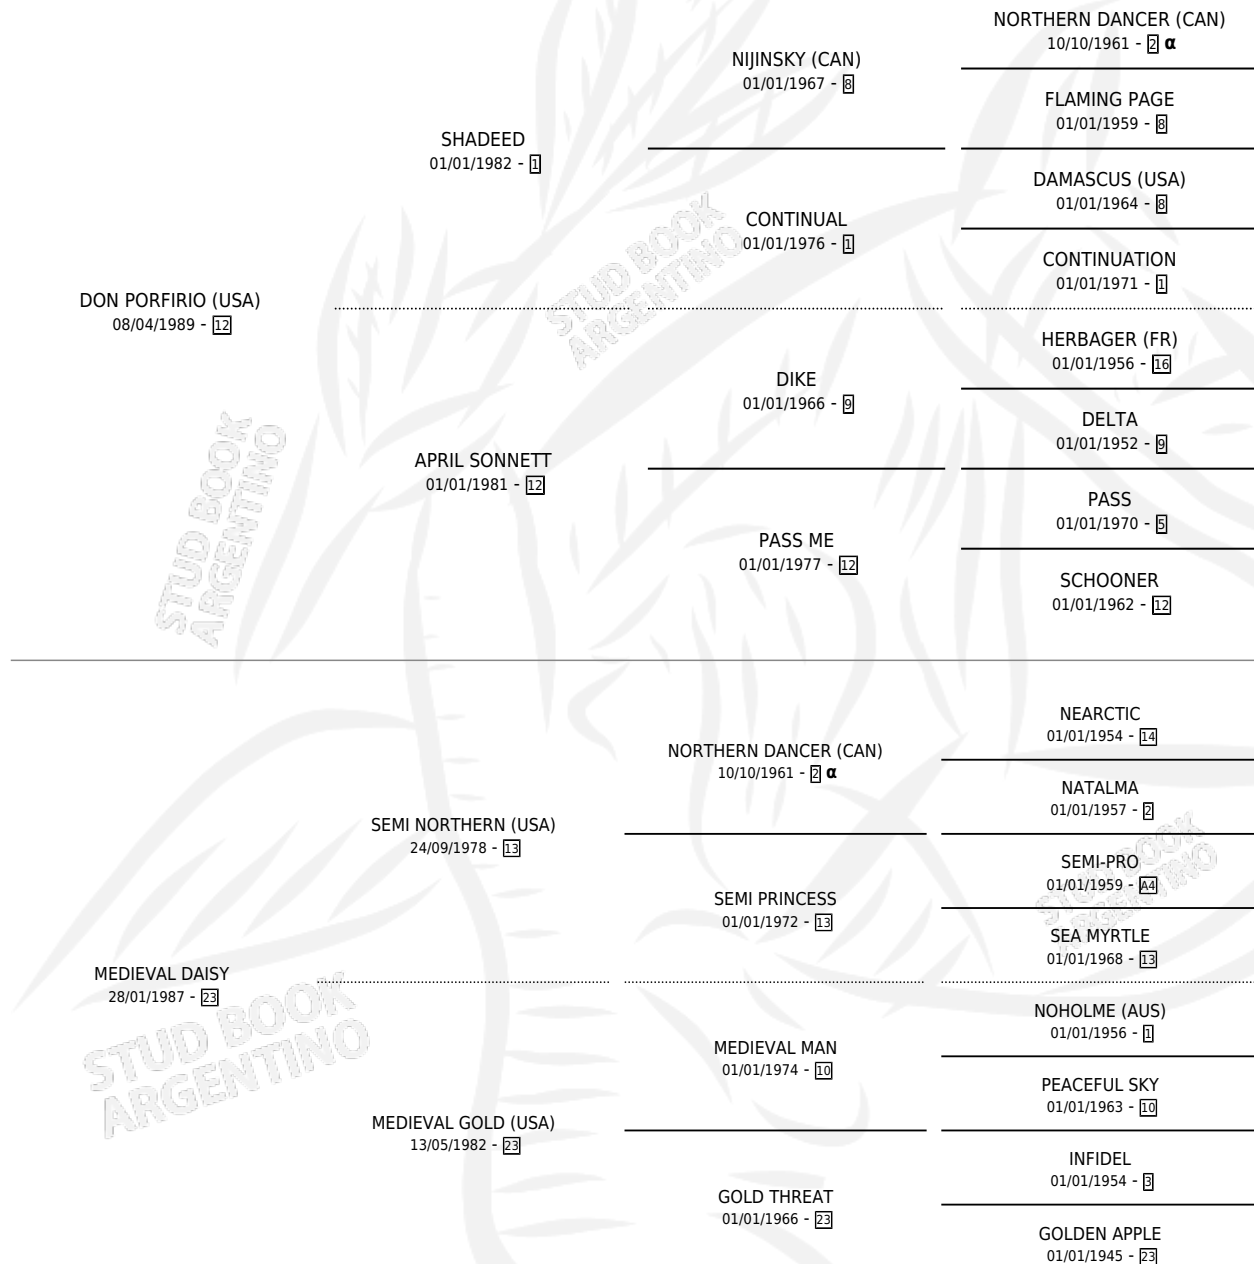 NORTHERN DANCER (CAN)
10/10/1961 - 2 α
NIJINSKY (CAN)
01/01/1967 - 8
FLAMING PAGE
01/01/1959 - 8
SHADEED
01/01/1982 - 1
DAMASCUS (USA)
01/01/1964 - 8
CONTINUAL
01/01/1976 - 1
CONTINUATION
01/01/1971 - 1
STUD BOOK
ARGENTINO
DON PORFIRIO (USA)
08/04/1989 - 12
HERBAGER (FR)
01/01/1956 - 16
DIKE
01/01/1966 - 9
DELTA
01/01/1952 - 9
APRIL SONNETT
01/01/1981 - 12
PASS
01/01/1970 - 5
PASS ME
01/01/1977 - 12
SCHOONER
01/01/1962 - 12
STUD BOOK
ARGENTINO
NEARCTIC
01/01/1954 - 14
NORTHERN DANCER (CAN)
10/10/1961 - 2 α
NATALMA
01/01/1957 - 2
SEMI NORTHERN (USA)
24/09/1978 - 13
SEMI-PRO
01/01/1959 - A4
STUD BOOK
ARGENTINO
SEMI PRINCESS
01/01/1972 - 13
SEA MYRTLE
01/01/1968 - 13
MEDIEVAL DAISY
28/01/1987 - 23
STUD BOOK
ARGENTINO
NOHOLME (AUS)
01/01/1956 - 1
MEDIEVAL MAN
01/01/1974 - 10
PEACEFUL SKY
01/01/1963 - 10
MEDIEVAL GOLD (USA)
13/05/1982 - 23
INFIDEL
01/01/1954 - 3
GOLD THREAT
01/01/1966 - 23
GOLDEN APPLE
01/01/1945 - 23